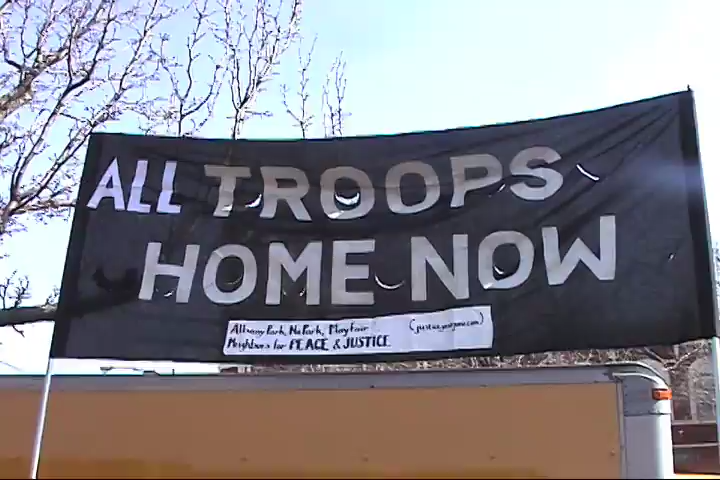 ALL TROOPS
HOME NOW
Albany Park, No Park, Mayfair
Neighbors for PEACE & JUSTICE